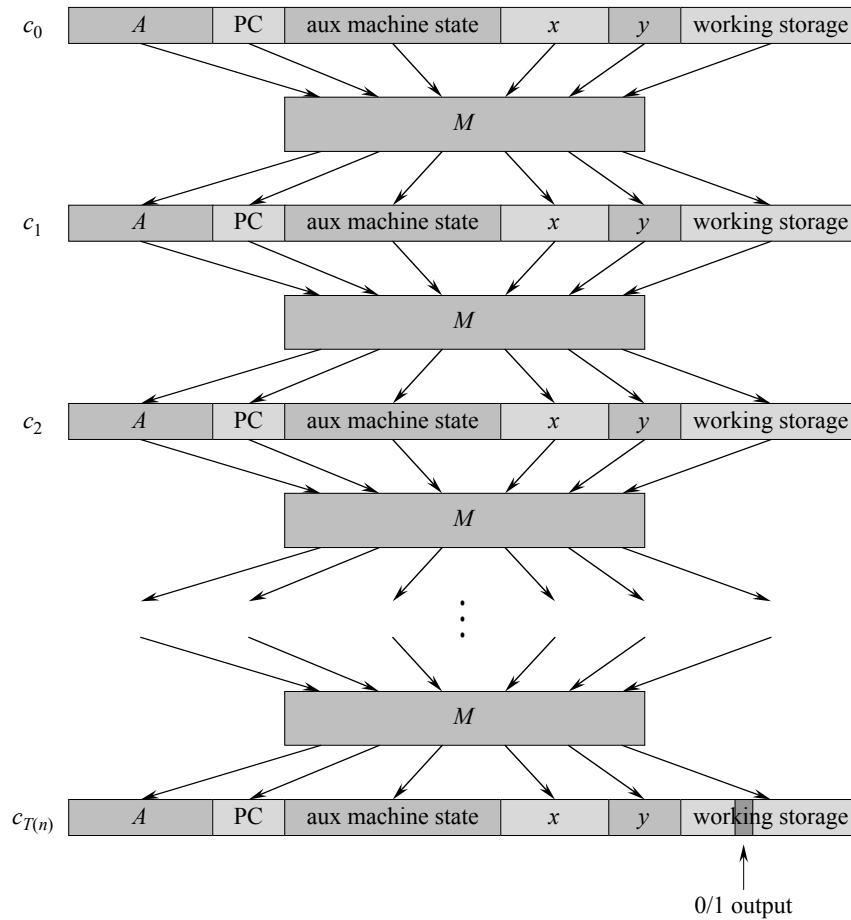 c₀ A PC aux machine state x y working storage
M
c₁ A PC aux machine state x y working storage
M
c₂ A PC aux machine state x y working storage
M
M
c_T(n) A PC aux machine state x y working storage
0/1 output